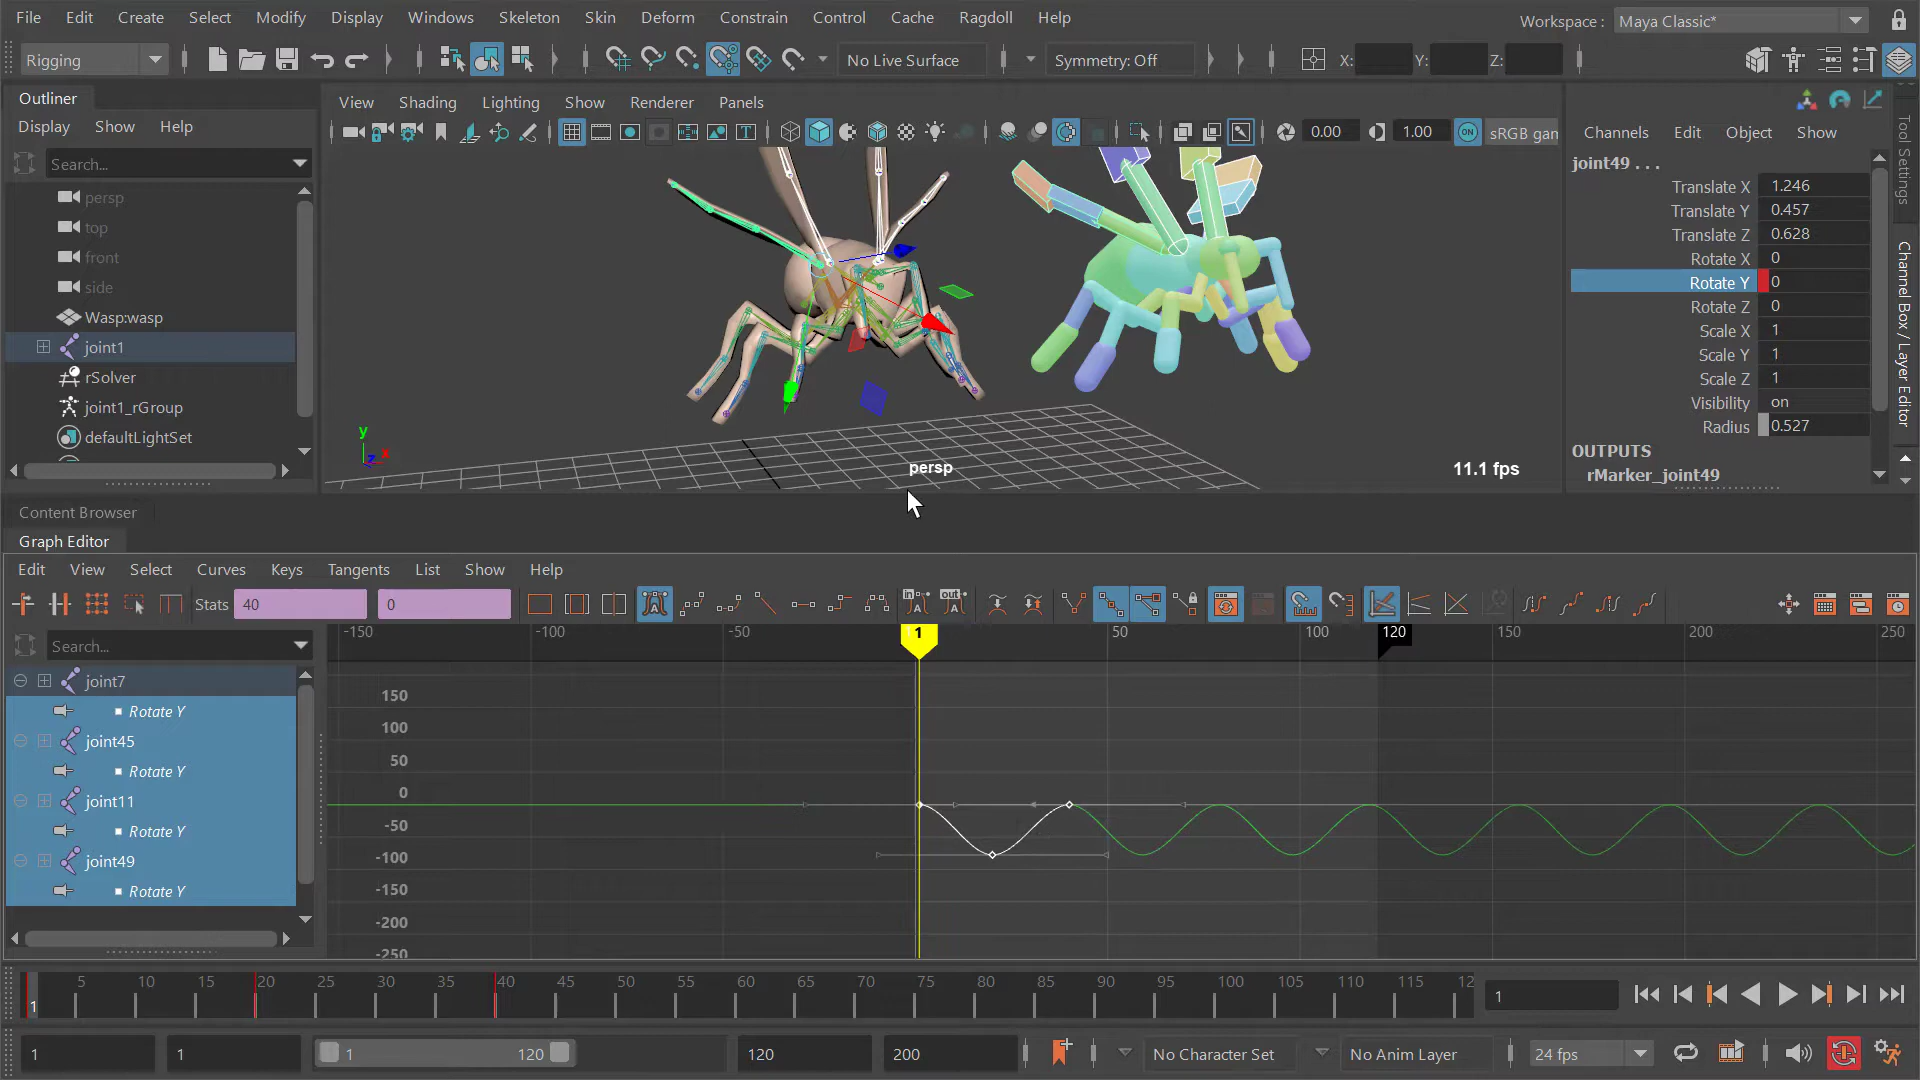 File Edit Create Select Modify Display Windows Skeleton Skin Deform Constrain Control Cache Ragdoll Help Workspace : Maya Classic*
Rigging No Live Surface Symmetry: Off X: Y: Z:
Outliner
Display Show Help
Search...
persp
top
front
side
Wasp:wasp
joint1
rSolver
joint1_rGroup
defaultLightSet
View Shading Lighting Show Renderer Panels
0.00 1.00 ON sRGB gam
y
z x
persp
11.1 fps
Channels Edit Object Show
joint49 . . .
Translate X 1.246
Translate Y 0.457
Translate Z 0.628
Rotate X 0
Rotate Y 0
Rotate Z 0
Scale X 1
Scale Y 1
Scale Z 1
Visibility on
Radius 0.527
OUTPUTS
rMarker_joint49
Tool Settings
Channel Box / Layer Editor
Content Browser
Graph Editor
Edit View Select Curves Keys Tangents List Show Help
Stats 40 0 in out
Search...
joint7
Rotate Y
joint45
Rotate Y
joint11
Rotate Y
joint49
Rotate Y
-150 -100 -50 1 50 100 120 150 200 250
150
100
50
0
-50
-100
-150
-200
-250
1 5 10 15 20 25 30 35 40 45 50 55 60 65 70 75 80 85 90 95 100 105 110 115 12
1
1 1 1 120 120 200 No Character Set No Anim Layer 24 fps